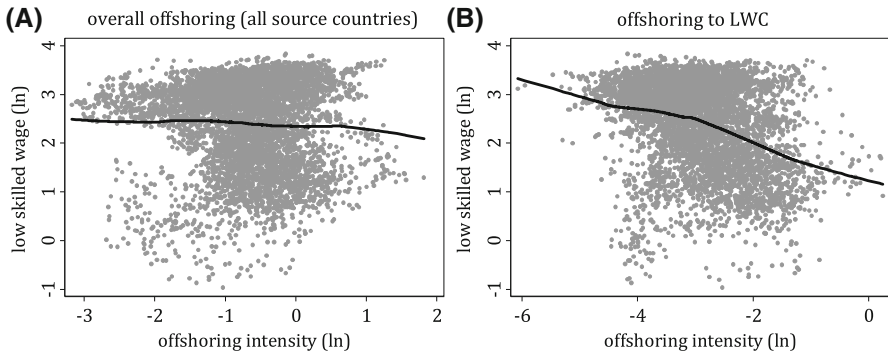 (A) overall offshoring (all source countries)
low skilled wage (ln)
4
3
2
1
0
-1
-3 -2 -1 0 1 2
offshoring intensity (ln)
(B) offshoring to LWC
low skilled wage (ln)
4
3
2
1
0
-1
-6 -4 -2 0
offshoring intensity (ln)